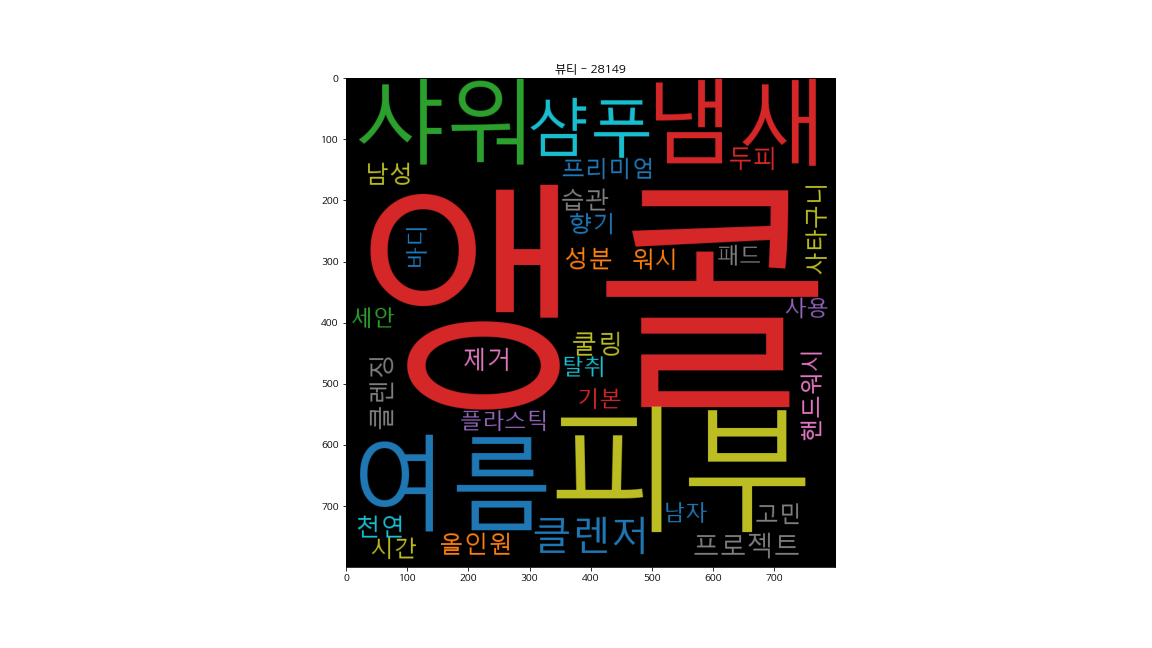 뷰티 - 28149
샤워 샴푸 냄새
남성 프리미엄 두피
습관
바디 향기 사타구니
앵콜
성분 워시 패드
세안 사용
제거 쿨링
탈취
클렌징 기본 핸드워시
플라스틱
여름 피부
천연 클렌저 남자 고민
시간 올인원 프로젝트
0
100
200
300
400
500
600
700
0 100 200 300 400 500 600 700